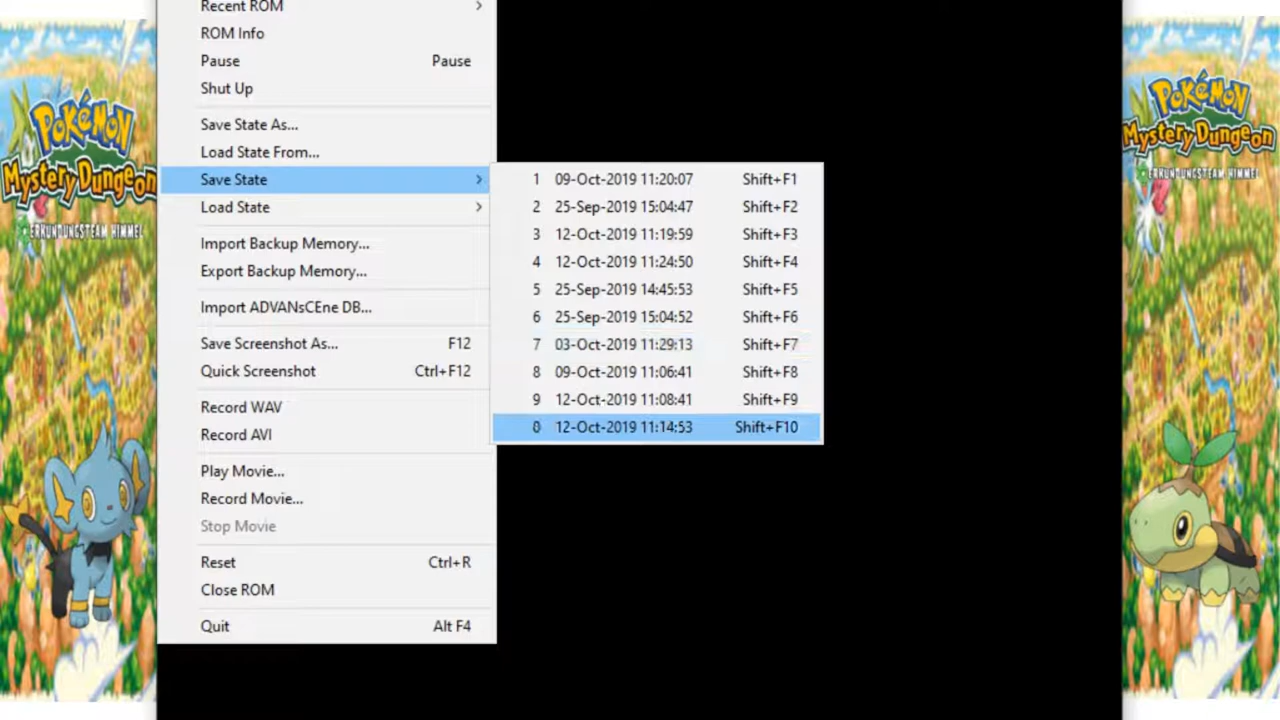 Recent ROM >
ROM Info
Pause Pause
Shut Up
Save State As...
Load State From...
Save State >
Load State >
Import Backup Memory...
Export Backup Memory...
Import ADVANsCEne DB...
Save Screenshot As... F12
Quick Screenshot Ctrl+F12
Record WAV
Record AVI
Play Movie...
Record Movie...
Stop Movie
Reset Ctrl+R
Close ROM
Quit Alt F4
1 09-Oct-2019 11:20:07 Shift+F1
2 25-Sep-2019 15:04:47 Shift+F2
3 12-Oct-2019 11:19:59 Shift+F3
4 12-Oct-2019 11:24:50 Shift+F4
5 25-Sep-2019 14:45:53 Shift+F5
6 25-Sep-2019 15:04:52 Shift+F6
7 03-Oct-2019 11:29:13 Shift+F7
8 09-Oct-2019 11:06:41 Shift+F8
9 12-Oct-2019 11:08:41 Shift+F9
0 12-Oct-2019 11:14:53 Shift+F10
POKÉMON
Mystery Dungeon
ERKUNDUNGSTEAM HIMMEL
POKÉMON
Mystery Dungeon
ERKUNDUNGSTEAM HIMMEL